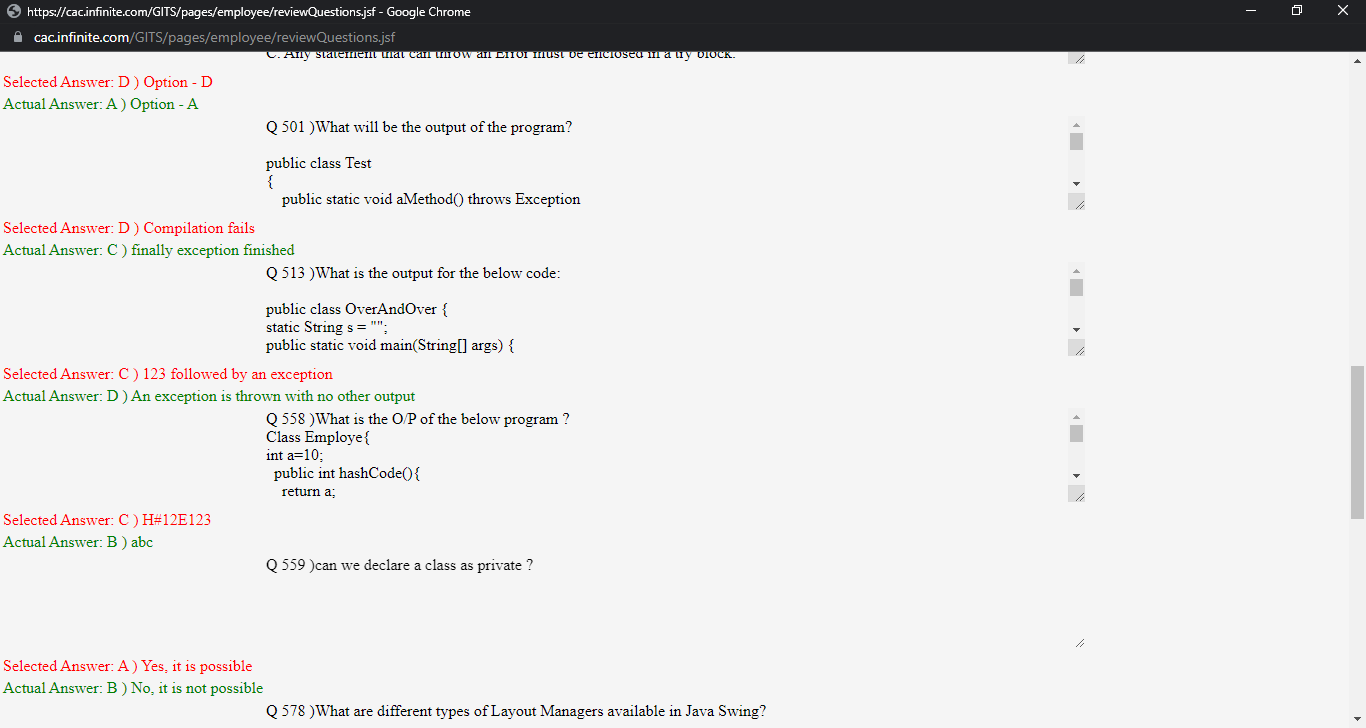 https://cac.infinite.com/GITS/pages/employee/reviewQuestions.jsf - Google Chrome
cac.infinite.com/GITS/pages/employee/reviewQuestions.jsf
C. Any statement that can throw an Error must be enclosed in a try block.
Selected Answer: D ) Option - D
Actual Answer: A ) Option - A
Q 501 )What will be the output of the program?
public class Test
{
public static void aMethod() throws Exception
Selected Answer: D ) Compilation fails
Actual Answer: C ) finally exception finished
Q 513 )What is the output for the below code:
public class OverAndOver {
static String s = "";
public static void main(String[] args) {
Selected Answer: C ) 123 followed by an exception
Actual Answer: D ) An exception is thrown with no other output
Q 558 )What is the O/P of the below program ?
Class Employe{
int a=10;
public int hashCode(){
return a;
Selected Answer: C ) H#12E123
Actual Answer: B ) abc
Q 559 )can we declare a class as private ?
Selected Answer: A ) Yes, it is possible
Actual Answer: B ) No, it is not possible
Q 578 )What are different types of Layout Managers available in Java Swing?